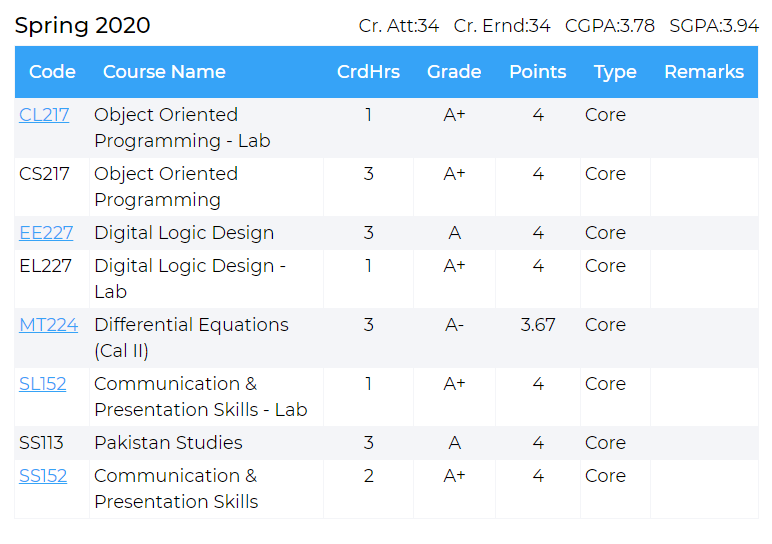 Spring 2020 Cr. Att:34 Cr. Ernd:34 CGPA:3.78 SGPA:3.94
Code Course Name CrdHrs Grade Points Type Remarks
CL217 Object Oriented 1 A+ 4 Core
Programming - Lab
CS217 Object Oriented 3 A+ 4 Core
Programming
EE227 Digital Logic Design 3 A 4 Core
EL227 Digital Logic Design - 1 A+ 4 Core
Lab
MT224 Differential Equations 3 A- 3.67 Core
(Cal II)
SL152 Communication & 1 A+ 4 Core
Presentation Skills - Lab
SS113 Pakistan Studies 3 A 4 Core
SS152 Communication & 2 A+ 4 Core
Presentation Skills